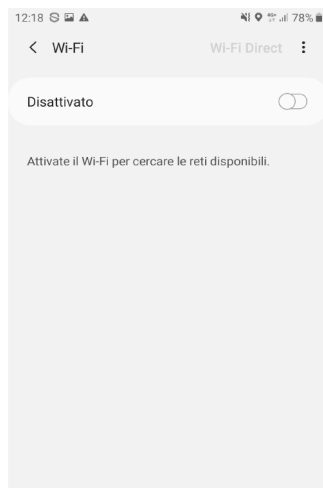 12:18 78%
Wi-Fi Wi-Fi Direct
Disattivato
Attivate il Wi-Fi per cercare le reti disponibili.